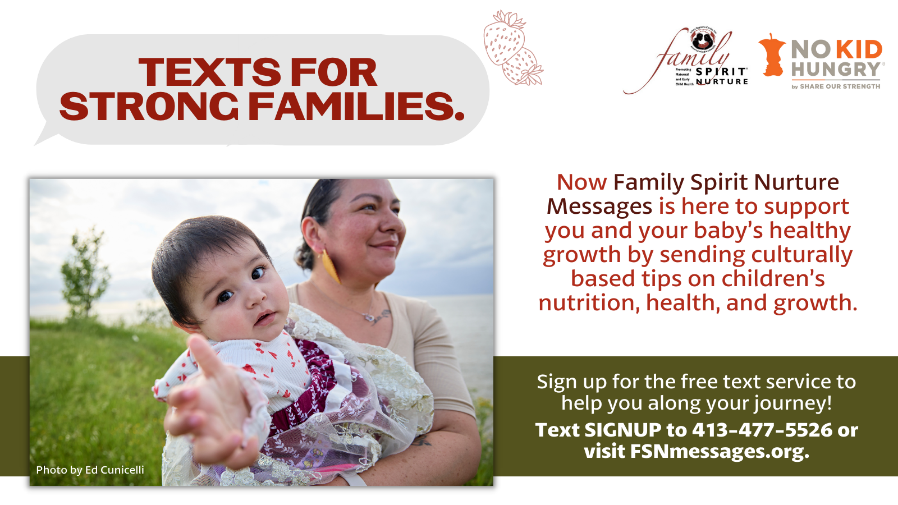 TEXTS FOR
STRONG FAMILIES.
family
SPIRIT
NURTURE
NO KID
HUNGRY
by SHARE OUR STRENGTH
Now Family Spirit Nurture
Messages is here to support
you and your baby's healthy
growth by sending culturally
based tips on children's
nutrition, health, and growth.
Sign up for the free text service to
help you along your journey!
Text SIGNUP to 413-477-5526 or
visit FSNmessages.org.
Photo by Ed Cunicelli